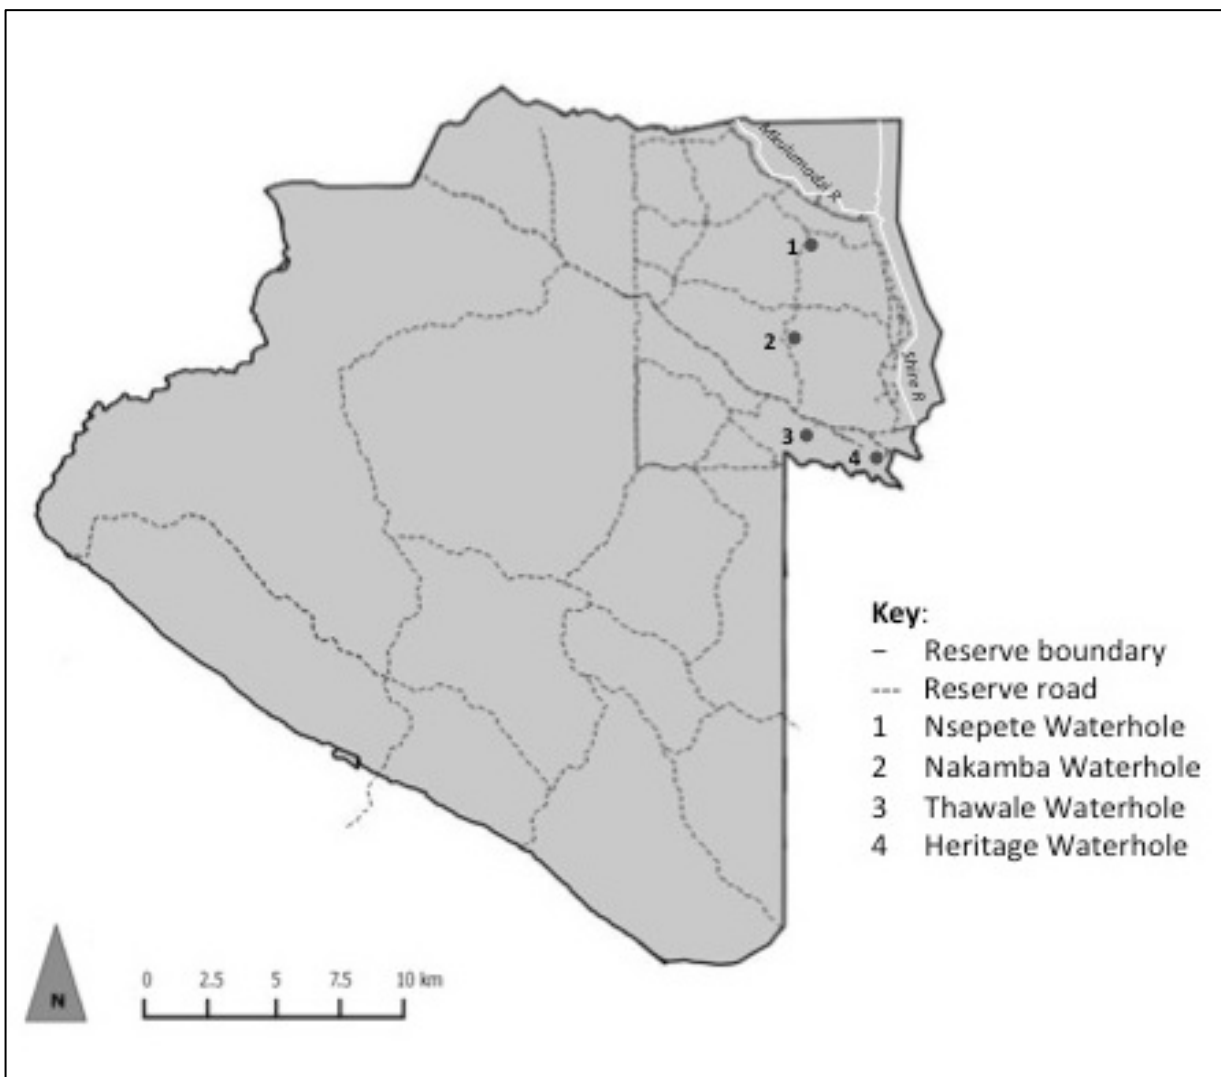 Mkulumadzi R
1
2
shire R
3
4
Key:
– Reserve boundary
--- Reserve road
1 Nsepete Waterhole
2 Nakamba Waterhole
3 Thawale Waterhole
4 Heritage Waterhole
N
0 2.5 5 7.5 10 km